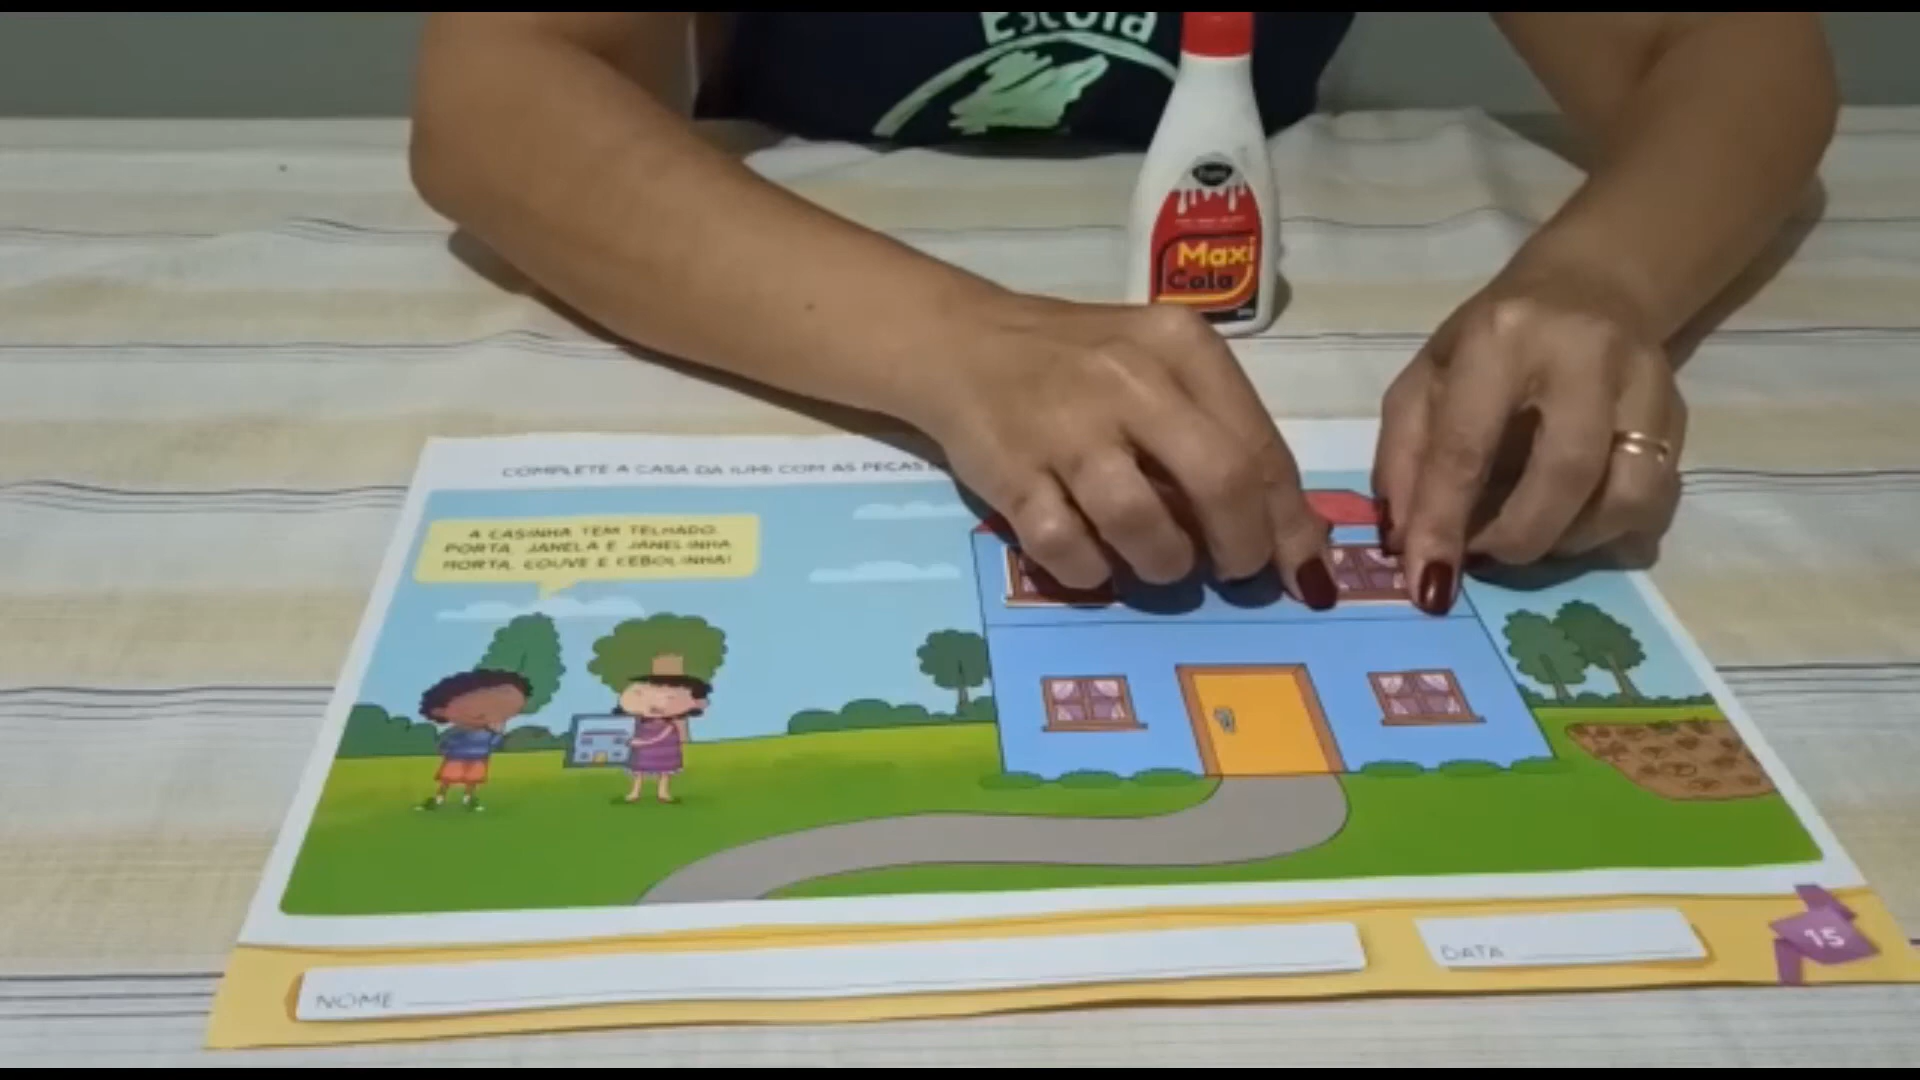 Escola
Maxi
Cola
COMPLETE A CASA DA IUMI COM AS PEÇAS
A CASINHA TEM TELHADO,
PORTA, JANELA E JANELINHA,
HORTA, COUVE E CEBOLINHA!
NOME
DATA
15